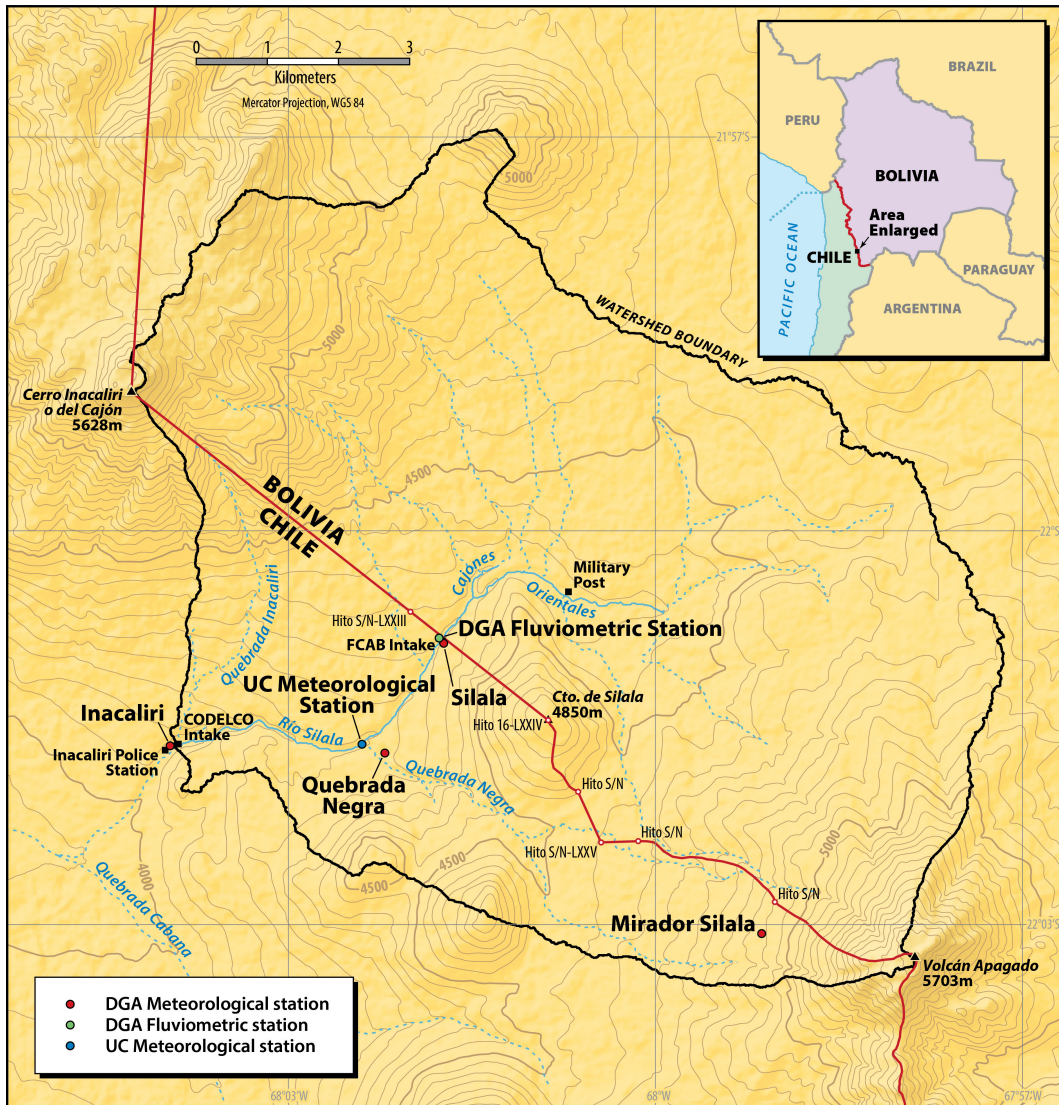 0 1 2 3
Kilometers
Mercator Projection, WGS 84
21°57'S
5000
BRAZIL
PERU
BOLIVIA
Area
Enlarged
CHILE
PACIFIC OCEAN
PARAGUAY
ARGENTINA
WATERSHED BOUNDARY
5000
Cerro Inacaliri
o del Cajón
5628m
4500
BOLIVIA
CHILE
22°S
Cajones
Military
Post
Orientales
Quebrada Inacaliri
Hito S/N-LXXIII
DGA Fluviometric Station
FCAB Intake
Silala
UC Meteorological
Station
Cto. de Silala
4850m
Hito 16-LXXIV
Inacaliri
CODELCO
Intake
Río Silala
Inacaliri Police
Station
Quebrada
Negra
Quebrada Negra
Hito S/N
Hito S/N
Hito S/N-LXXV
5000
4000
4500
4500
Hito S/N
Quebrada Cabana
Mirador Silala
22°03'S
Volcán Apagado
5703m
DGA Meteorological station
DGA Fluviometric station
UC Meteorological station
68°03'W
68°W
67°57'W